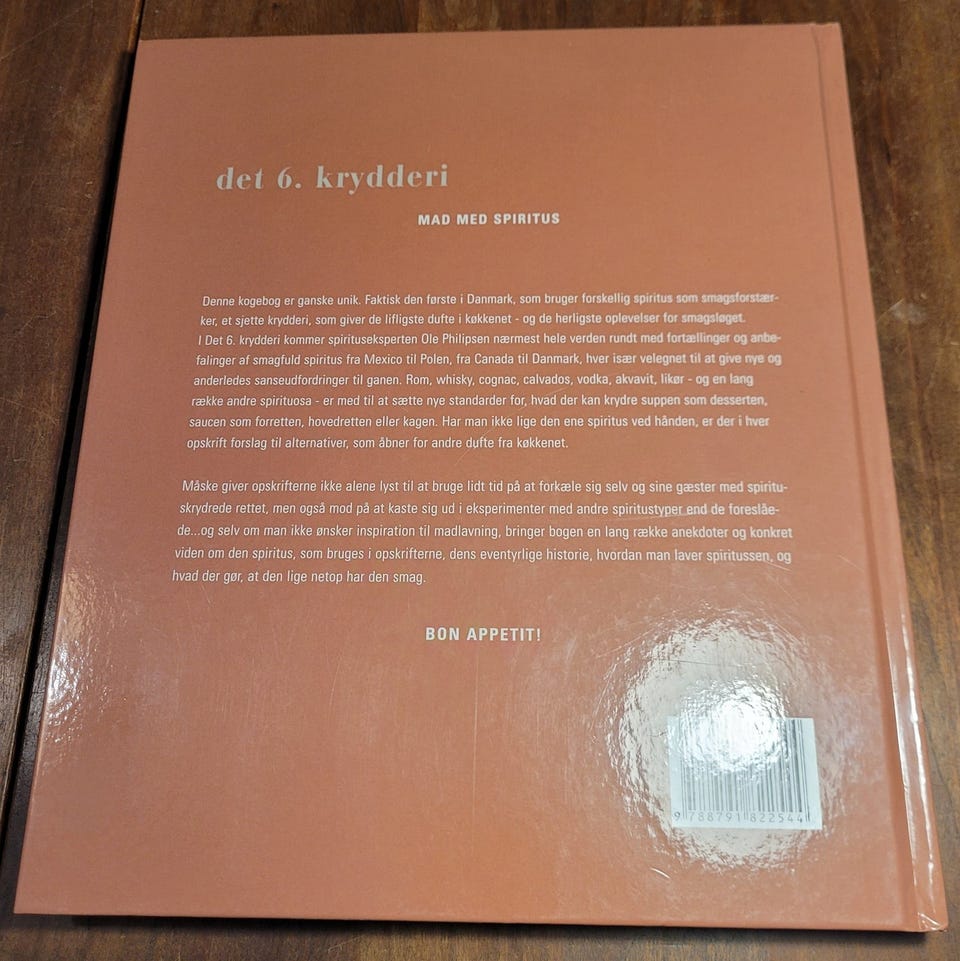 det 6. krydderi
MAD MED SPIRITUS
Denne kogebog er ganske unik. Faktisk den første i Danmark, som bruger forskellig spiritus som smagsforstær-
ker, et sjette krydderi, som giver de lifligste dufte i køkkenet - og de herligste oplevelser for smagsløget.
I Det 6. krydderi kommer spirituseksperten Ole Philipsen nærmest hele verden rundt med fortællinger og anbe-
falinger af smagfuld spiritus fra Mexico til Polen, fra Canada til Danmark, hver især velegnet til at give nye og
anderledes sanseudfordringer til ganen. Rom, whisky, cognac, calvados, vodka, akvavit, likør - og en lang
række andre spirituosa - er med til at sætte nye standarder for, hvad der kan krydre suppen som desserten,
saucen som forretten, hovedretten eller kagen. Har man ikke lige den ene spiritus ved hånden, er der i hver
opskrift forslag til alternativer, som åbner for andre dufte fra køkkenet.
Måske giver opskrifterne ikke alene lyst til at bruge lidt tid på at forkæle sig selv og sine gæster med spiritu-
skrydrede rettet, men også mod på at kaste sig ud i eksperimenter med andre spiritustyper end de foreslåe-
de...og selv om man ikke ønsker inspiration til madlavning, bringer bogen en lang række anekdoter og konkret
viden om den spiritus, som bruges i opskrifterne, dens eventyrlige historie, hvordan man laver spiritussen, og
hvad der gør, at den lige netop har den smag.
BON APPETIT!
9 788791 822544